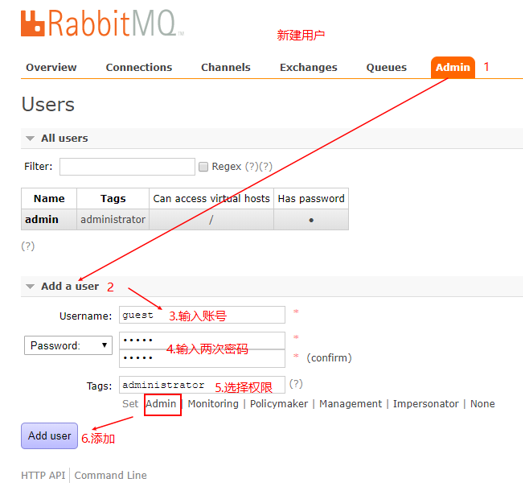 RabbitMQ
新建用户
Overview Connections Channels Exchanges Queues Admin 1
Users
All users
Filter: Regex (?)(?)
Name Tags Can access virtual hosts Has password
admin administrator / •
(?)
Add a user 2
Username: guest 3.输入账号 *
Password: ••••• *
4.输入两次密码
••••• * (confirm)
Tags: administrator 5.选择权限 (?)
Set Admin | Monitoring | Policymaker | Management | Impersonator | None
Add user 6.添加
HTTP API Command Line